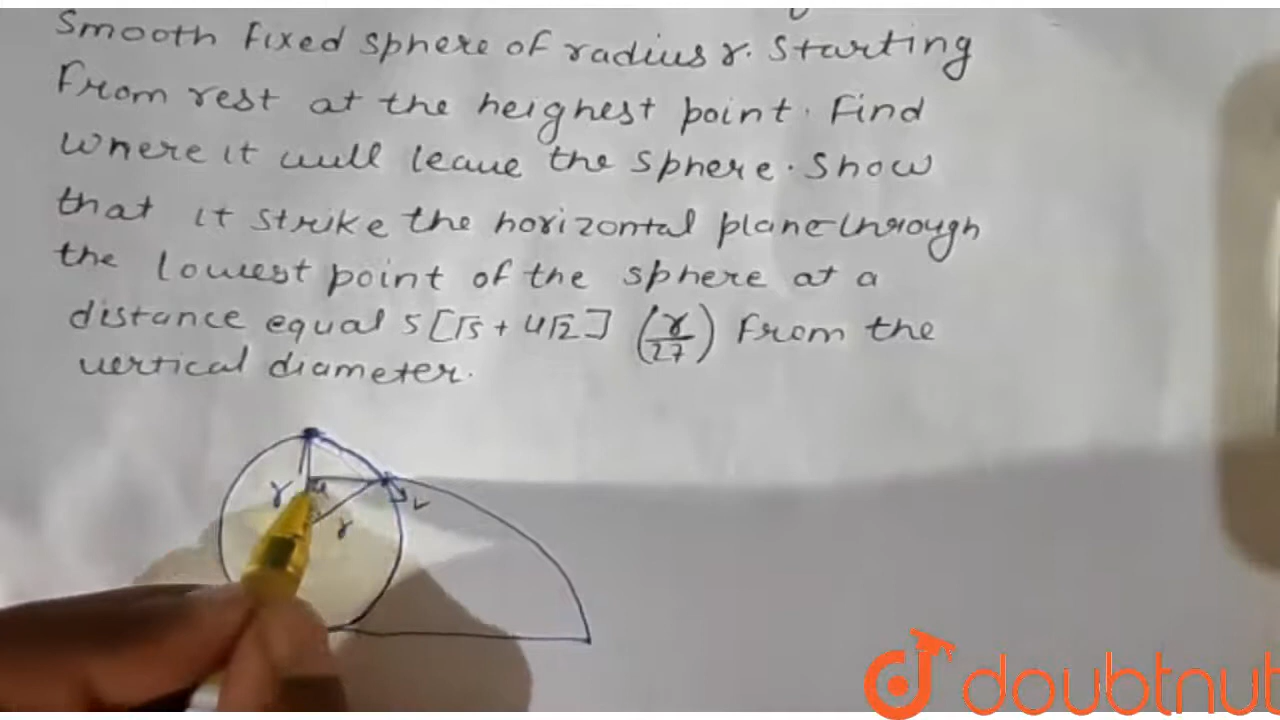 Smooth fixed sphere of radius r. Starting
From rest at the heighest point. Find
where it will leave the sphere. Show
that it strike the horizontal plane through
the lowest point of the sphere at a
distance equal 5[√5 + 4√2] (r/27) From the
vertical diameter.
r
r
v
doubtnut